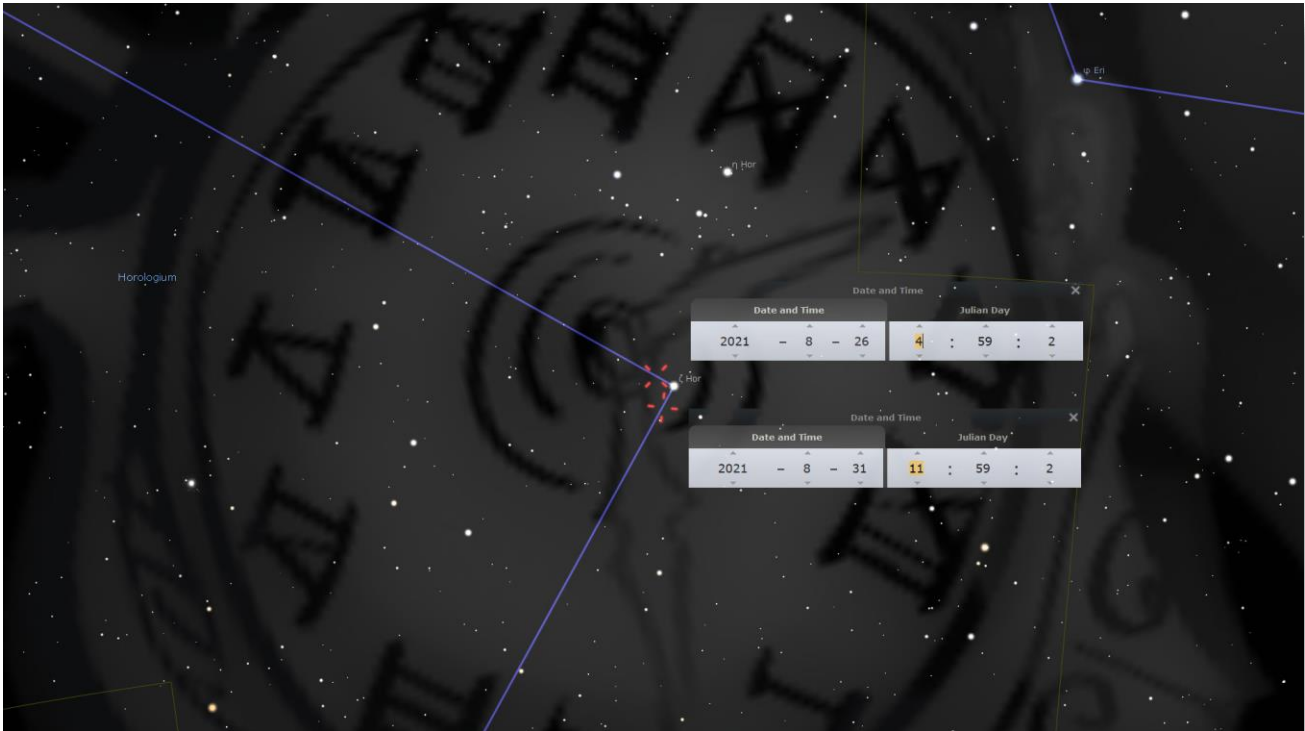 φ Eri
η Hor
Horologium
Date and Time
Date and Time Julian Day
2021 – 8 – 26 4 : 59 : 2
ζ Hor
Date and Time
Date and Time Julian Day
2021 – 8 – 31 11 : 59 : 2